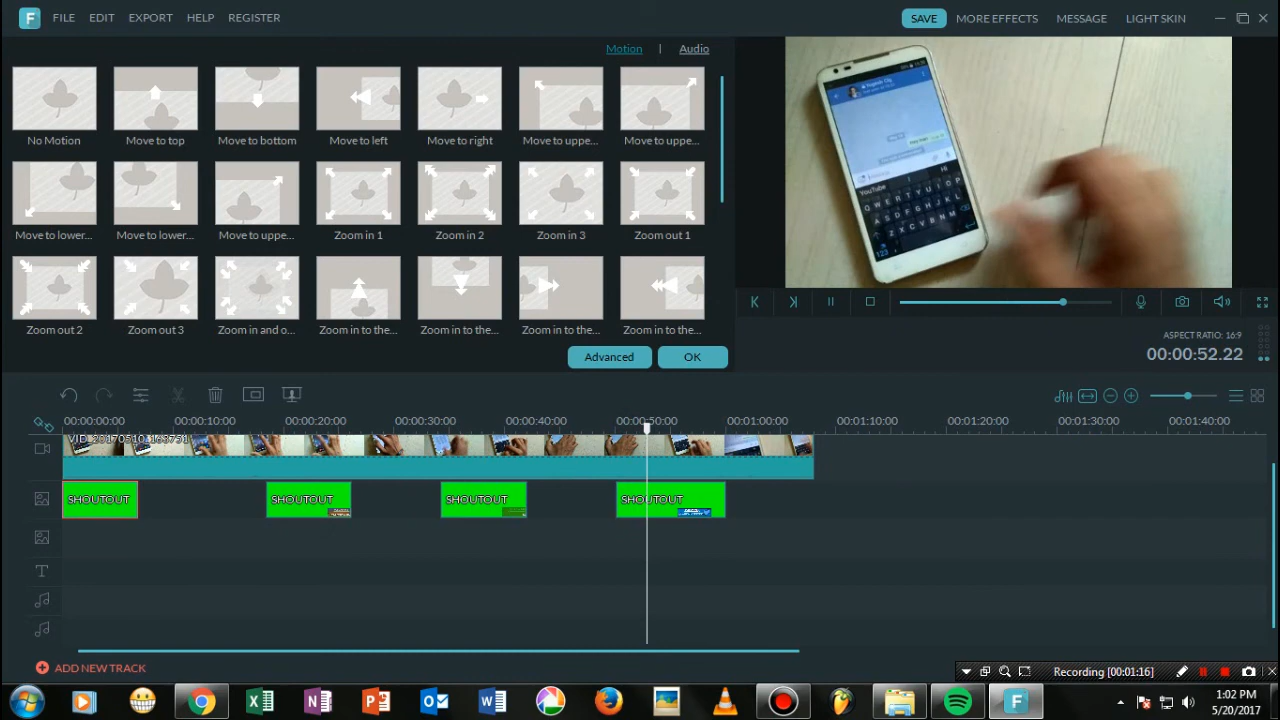 F FILE EDIT EXPORT HELP REGISTER SAVE MORE EFFECTS MESSAGE LIGHT SKIN
Motion | Audio
No Motion Move to top Move to bottom Move to left Move to right Move to uppe... Move to uppe...
Move to lower... Move to lower... Move to uppe... Zoom in 1 Zoom in 2 Zoom in 3 Zoom out 1
Zoom out 2 Zoom out 3 Zoom in and o... Zoom in to the... Zoom in to the... Zoom in to the... Zoom in to the...
Advanced OK
YouTube
Hi
Q W E R T Y U I O P
A S D F G H J K L
Z X C V B N M
123
ASPECT RATIO: 16:9
00:00:52.22
00:00:00:00 00:00:10:00 00:00:20:00 00:00:30:00 00:00:40:00 00:00:50:00 00:01:00:00 00:01:10:00 00:01:20:00 00:01:30:00 00:01:40:00
VID_20170510_163751
SHOUTOUT SHOUTOUT SHOUTOUT SHOUTOUT
T
ADD NEW TRACK
Recording [00:01:16]
1:02 PM
5/20/2017